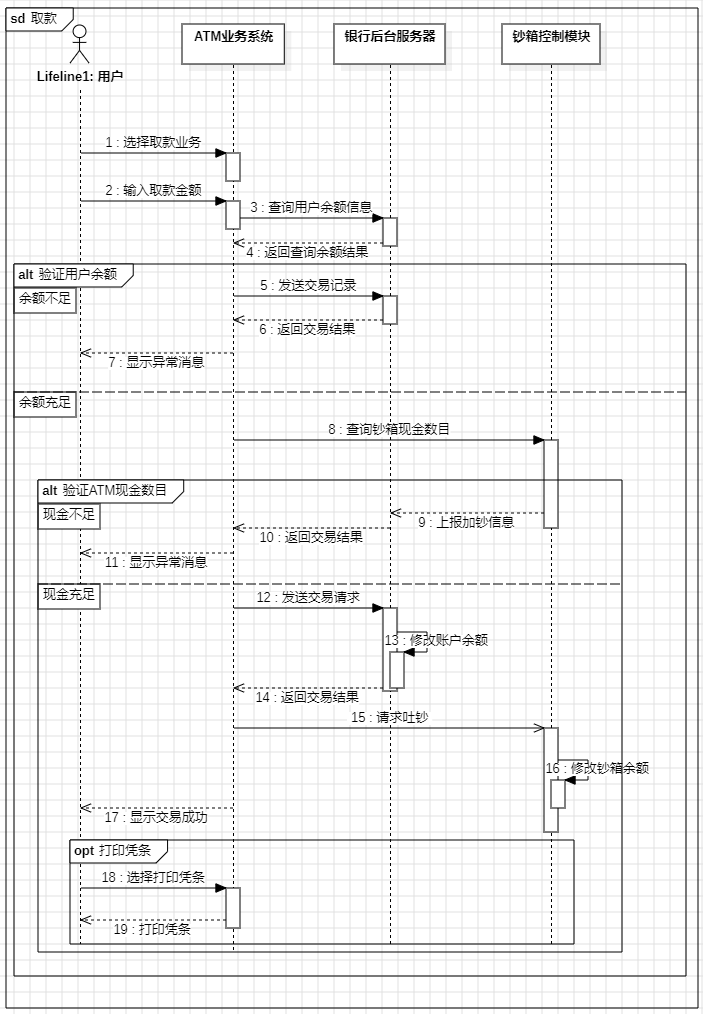 sd 取款
ATM业务系统
银行后台服务器
钞箱控制模块
Lifeline1: 用户
1 : 选择取款业务
2 : 输入取款金额
3 : 查询用户余额信息
4 : 返回查询余额结果
alt 验证用户余额
余额不足
5 : 发送交易记录
6 : 返回交易结果
7 : 显示异常消息
余额充足
8 : 查询钞箱现金数目
alt 验证ATM现金数目
现金不足
9 : 上报加钞信息
10 : 返回交易结果
11 : 显示异常消息
现金充足
12 : 发送交易请求
13 : 修改账户余额
14 : 返回交易结果
15 : 请求吐钞
16 : 修改钞箱余额
17 : 显示交易成功
opt 打印凭条
18 : 选择打印凭条
19 : 打印凭条